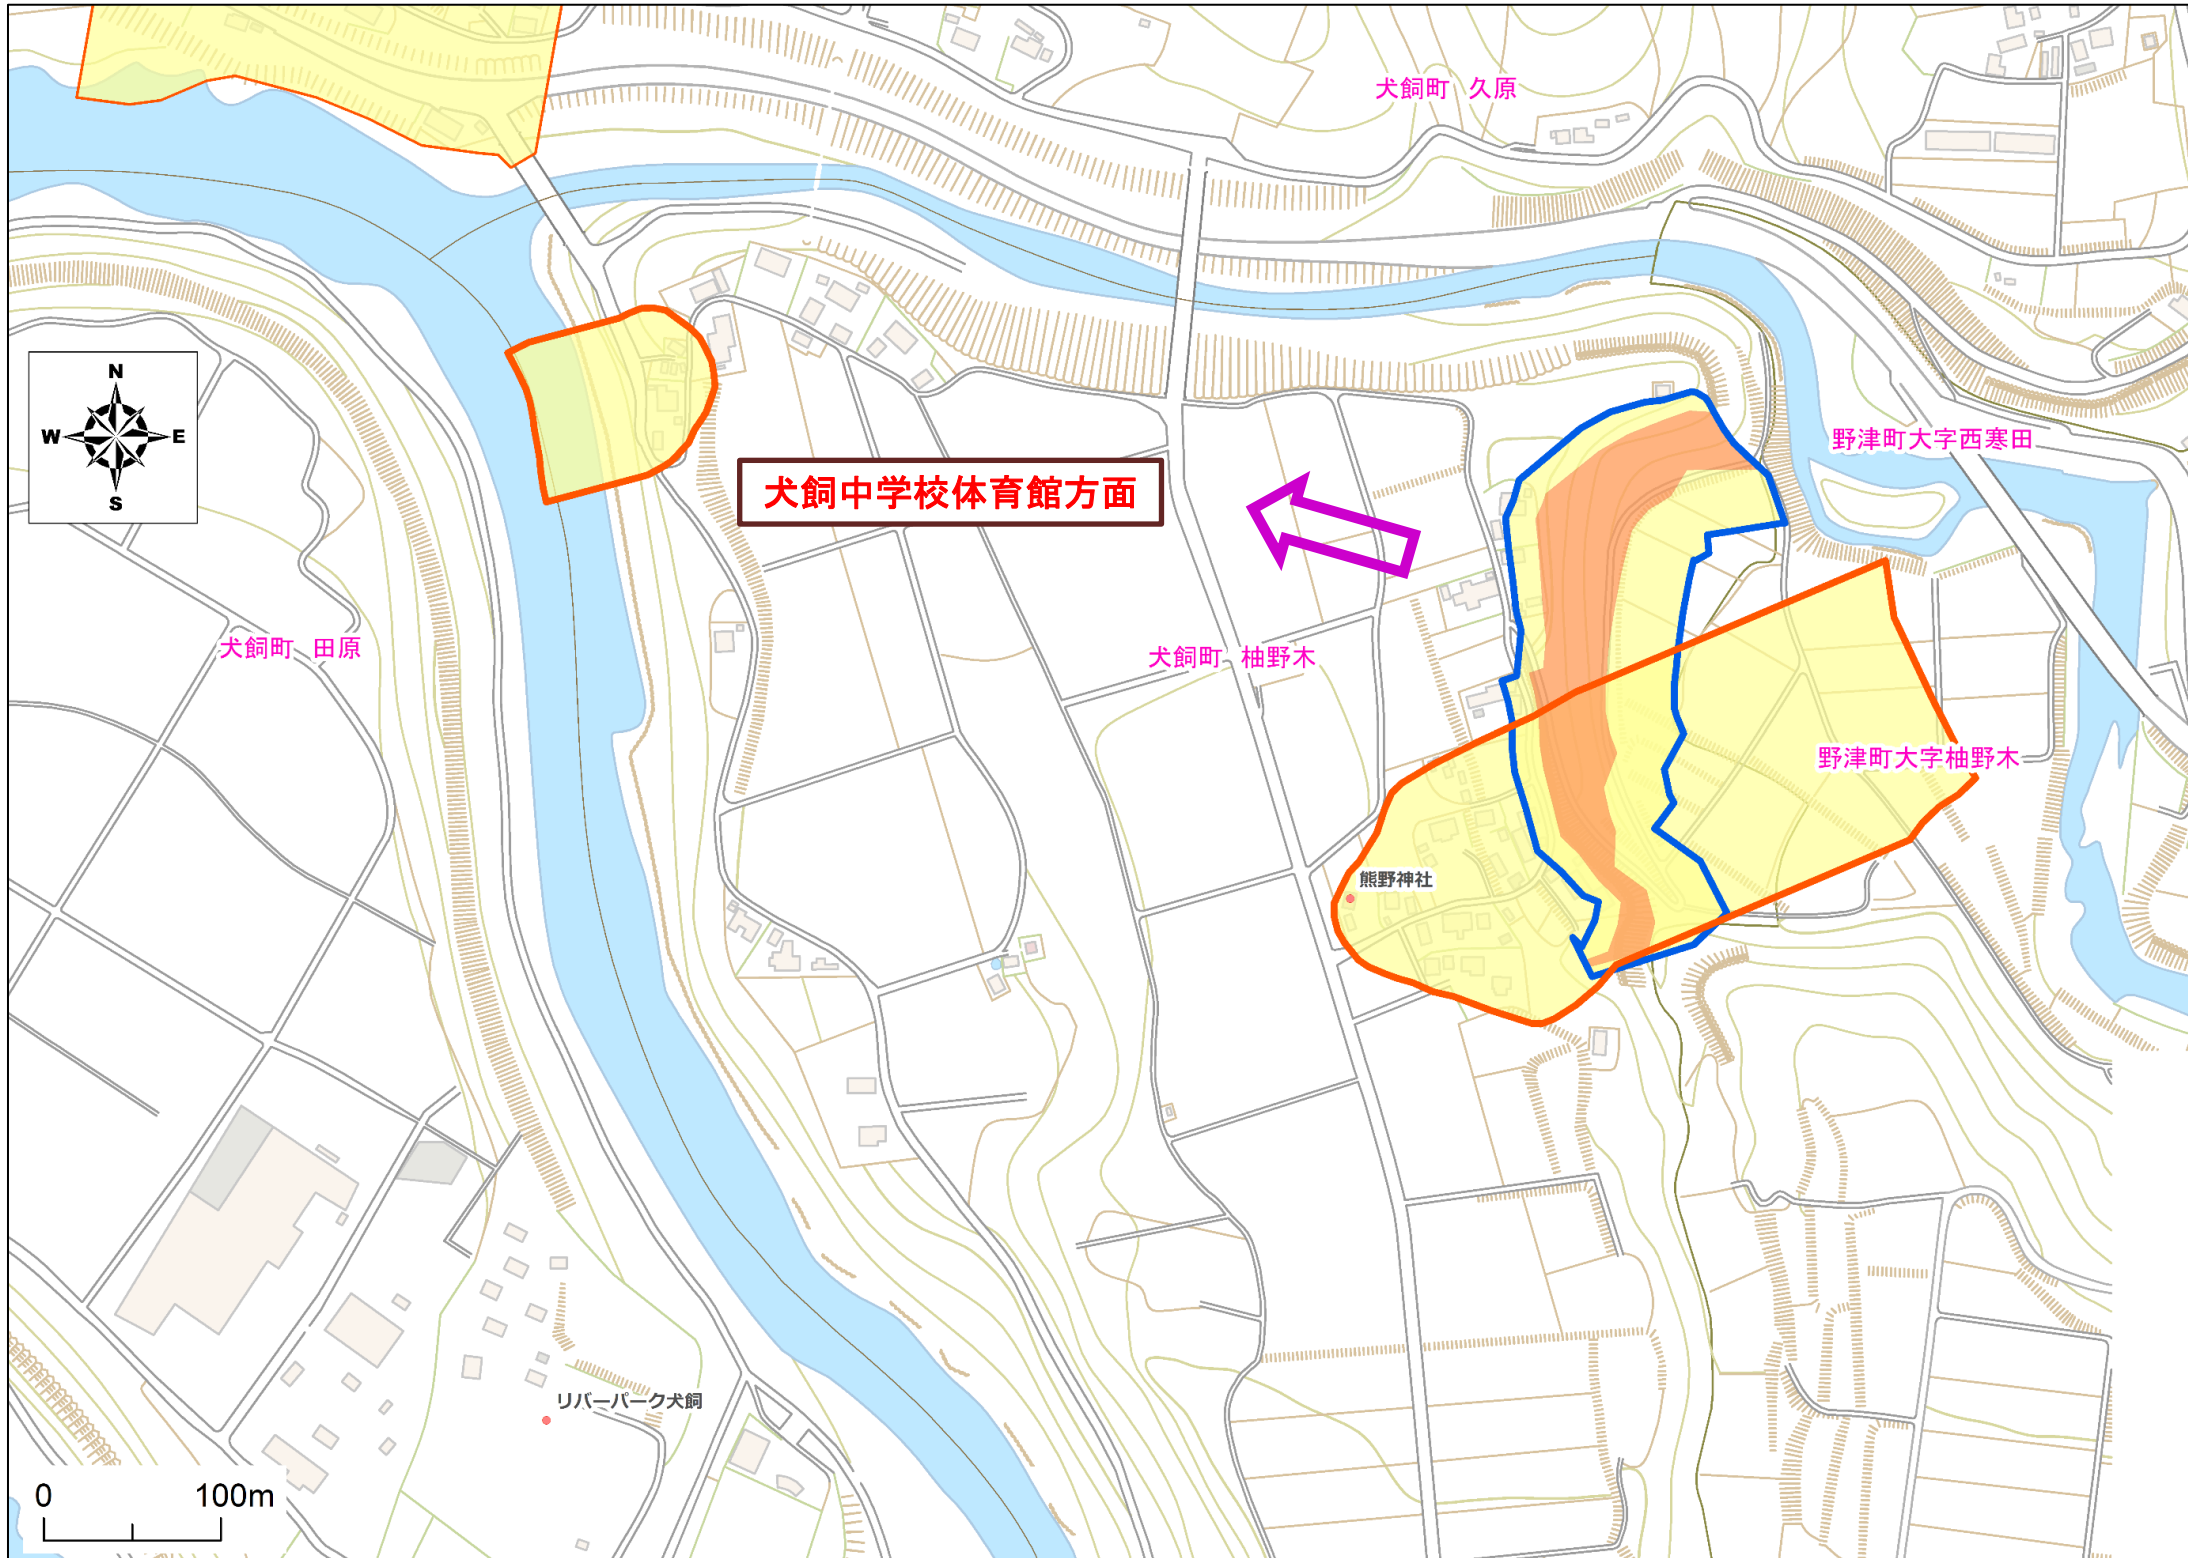 犬飼町 久原
N
W
E
S
野津町大字西寒田
犬飼中学校体育館方面
犬飼町 田原
犬飼町 柚野木
野津町大字柚野木
熊野神社
リバーパーク犬飼
0
100m